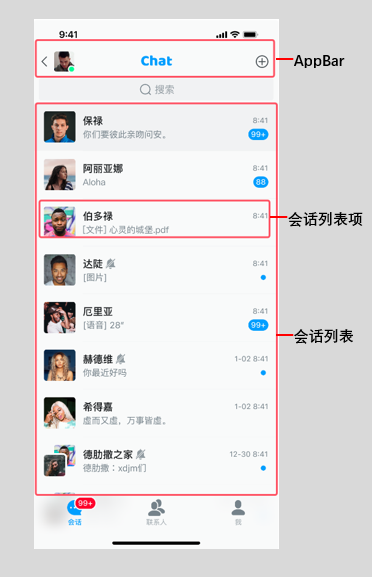 9:41
Chat
AppBar
搜索
保禄
8:41
你们要彼此亲吻问安。
99+
阿丽亚娜
8:41
Aloha
88
伯多禄
8:41
会话列表项
[文件] 心灵的城堡.pdf
达陡
8:41
[图片]
厄里亚
8:41
[语音] 28"
99+
会话列表
赫德维
1-02 8:41
你最近好吗
希得嘉
1-02 8:41
虚而又虚，万事皆虚。
德肋撒之家
12-30 8:41
德肋撒：xdjm们
99+
会话
联系人
我